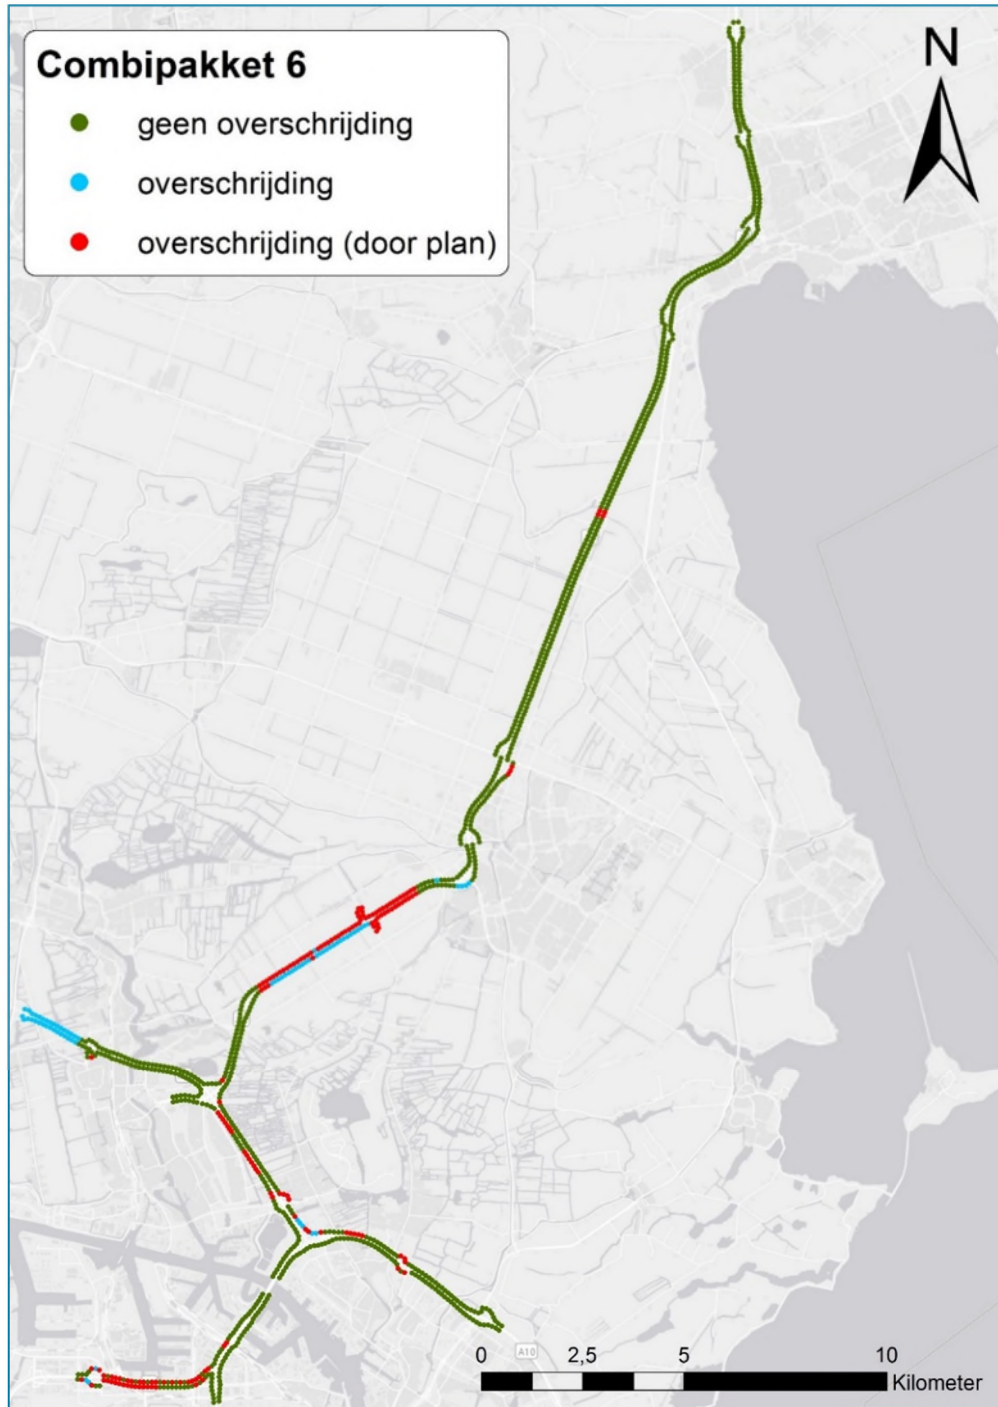 Combipakket 6
geen overschrijding
overschrijding
overschrijding (door plan)
N
A10
0 2,5 5 10
Kilometer